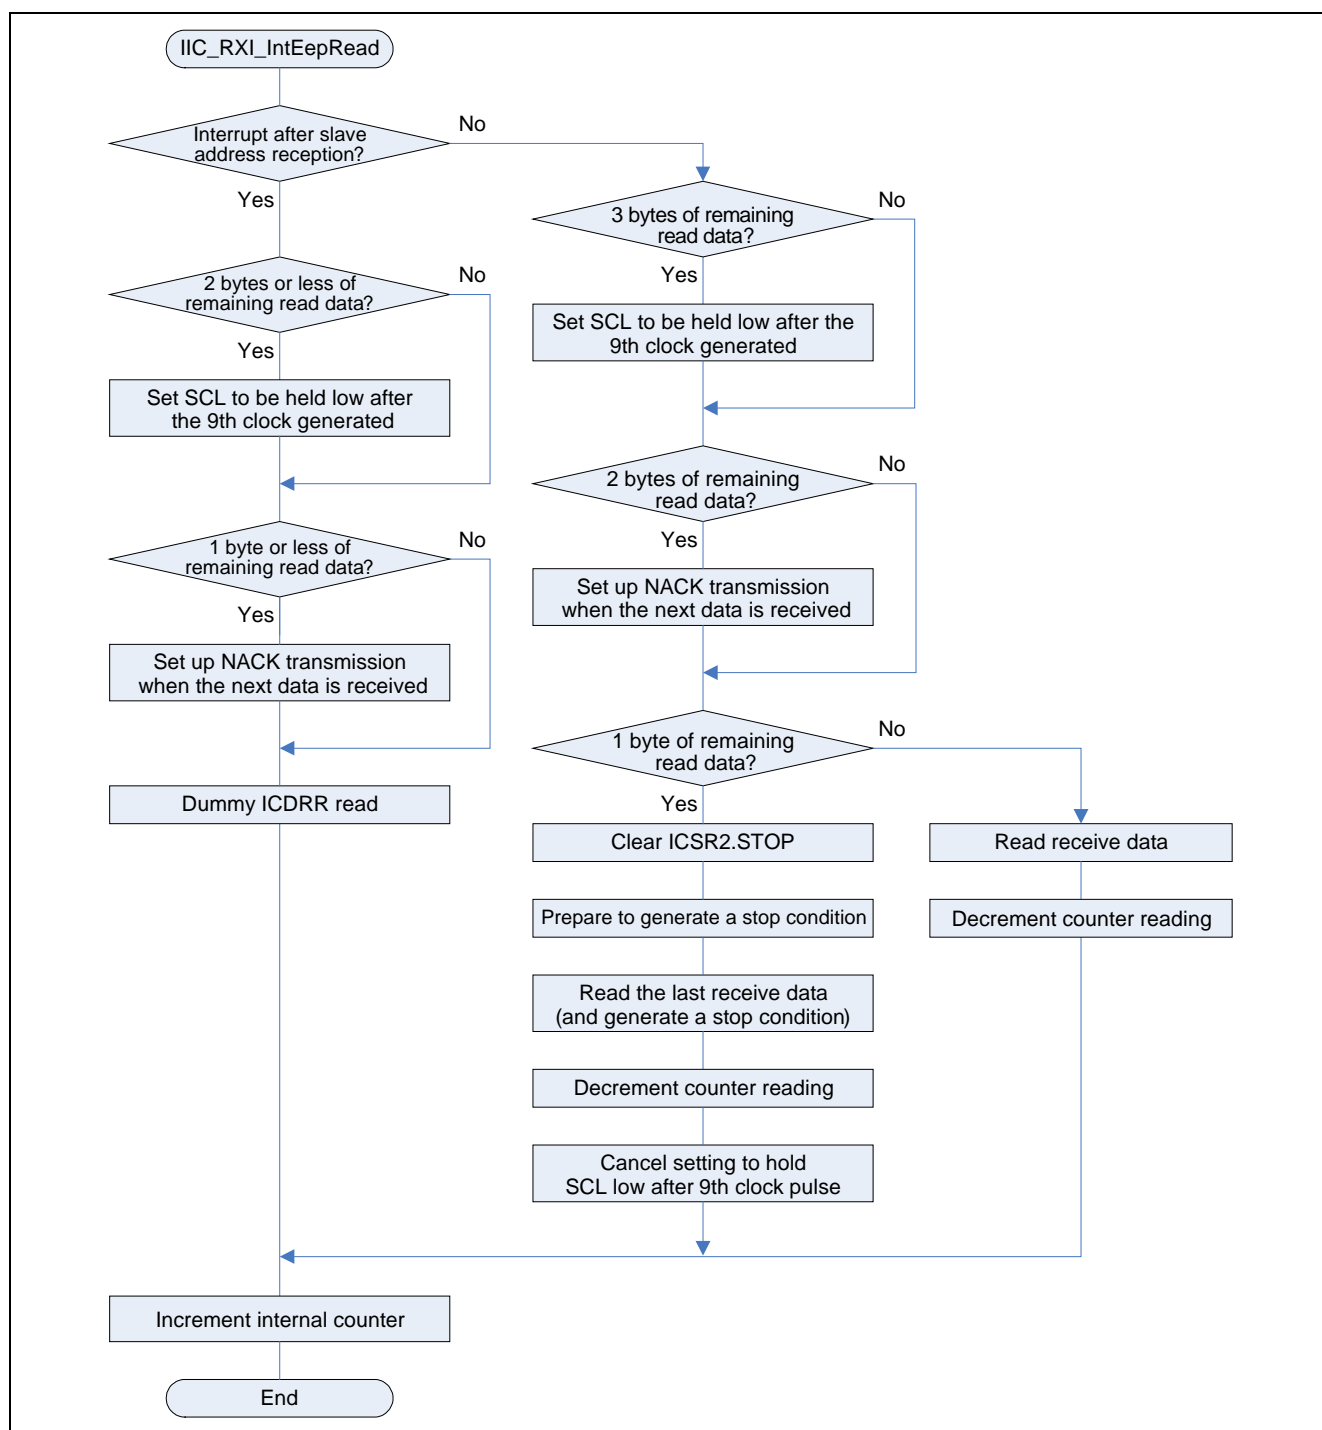 IIC_RXI_IntEepRead
Interrupt after slave
address reception?
No
Yes
3 bytes of remaining
read data?
No
Yes
2 bytes or less of
remaining read data?
No
Yes
Set SCL to be held low after the
9th clock generated
Set SCL to be held low after
the 9th clock generated
2 bytes of remaining
read data?
No
Yes
1 byte or less of
remaining read data?
No
Yes
Set up NACK transmission
when the next data is received
Set up NACK transmission
when the next data is received
1 byte of remaining
read data?
No
Yes
Dummy ICDRR read
Clear ICSR2.STOP
Read receive data
Prepare to generate a stop condition
Decrement counter reading
Read the last receive data
(and generate a stop condition)
Decrement counter reading
Cancel setting to hold
SCL low after 9th clock pulse
Increment internal counter
End